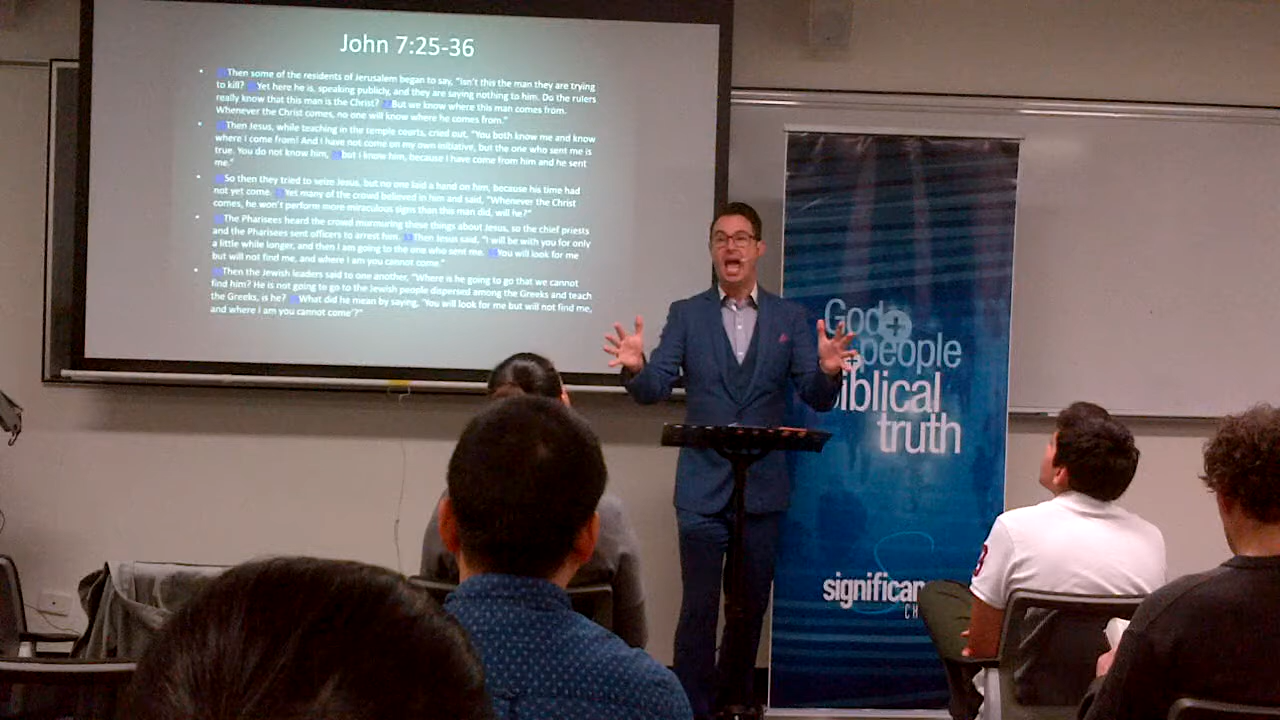 John 7:25-36
Then some of the residents of Jerusalem began to say, "Isn't this the man they are trying
to kill? Yet here he is, speaking publicly, and they are saying nothing to him. Do the rulers
really know that this man is the Christ? But we know where this man comes from.
Whenever the Christ comes, no one will know where he comes from."
Then Jesus, while teaching in the temple courts, cried out, "You both know me and know
where I come from! And I have not come on my own initiative, but the one who sent me is
true. You do not know him, but I know him, because I have come from him and he sent
me."
So then they tried to seize Jesus, but no one laid a hand on him, because his time had
not yet come. Yet many of the crowd believed in him and said, "Whenever the Christ
comes, he won't perform more miraculous signs than this man did, will he?"
The Pharisees heard the crowd murmuring these things about Jesus, so the chief priests
and the Pharisees sent officers to arrest him. Then Jesus said, "I will be with you for only
a little while longer, and then I am going to the one who sent me. You will look for me
but will not find me, and where I am you cannot come."
Then the Jewish leaders said to one another, "Where is he going to go that we cannot
find him? He is not going to go to the Jewish people dispersed among the Greeks and teach
the Greeks, is he? What did he mean by saying, 'You will look for me but will not find me,
and where I am you cannot come'?"
God+
+people
biblical
truth
significan
CH